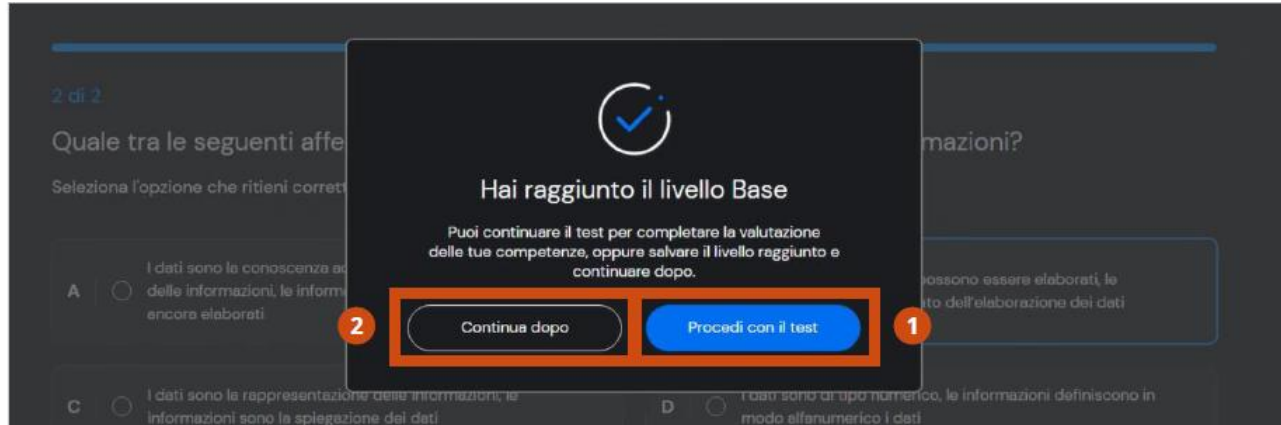 2 di 2
Quale tra le seguenti affe
mazioni?
Seleziona l'opzione che ritieni corrett
Hai raggiunto il livello Base
Puoi continuare il test per completare la valutazione
delle tue competenze, oppure salvare il livello raggiunto e
continuare dopo.
A
I dati sono la conoscenza ac
delle informazioni, le inform
ancora elaborati
possono essere elaborati, le
to dell'elaborazione dei dati
2
Continua dopo
Procedi con il test
1
C
I dati sono la rappresentazione delle informazioni, le
informazioni sono la spiegazione dei dati
D
I dati sono di tipo numerico, le informazioni definiscono in
modo alfanumerico i dati